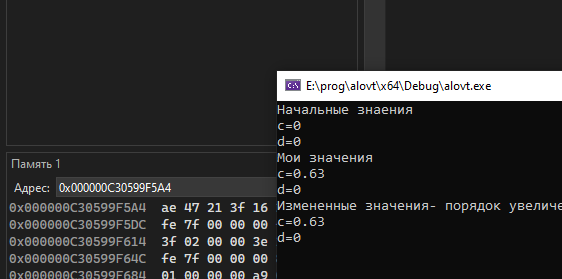 E:\prog\alovt\x64\Debug\alovt.exe
Начальные знаения
c=0
d=0
Мои значения
c=0.63
d=0
Измененные значения- порядок увеличе
c=0.63
d=0
Память 1
Адрес: 0x000000C30599F5A4
0x000000C30599F5A4 ae 47 21 3f 16
0x000000C30599F5DC fe 7f 00 00 00
0x000000C30599F614 3f 02 00 00 3e
0x000000C30599F64C fe 7f 00 00 00
0x000000C30599F684 01 00 00 00 a9